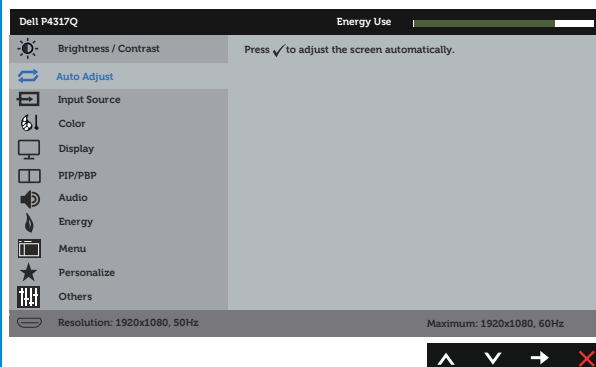 Dell P4317Q
Energy Use
Brightness / Contrast
Press ✓ to adjust the screen automatically.
Auto Adjust
Input Source
Color
Display
PIP/PBP
Audio
Energy
Menu
Personalize
Others
Resolution: 1920x1080, 50Hz
Maximum: 1920x1080, 60Hz